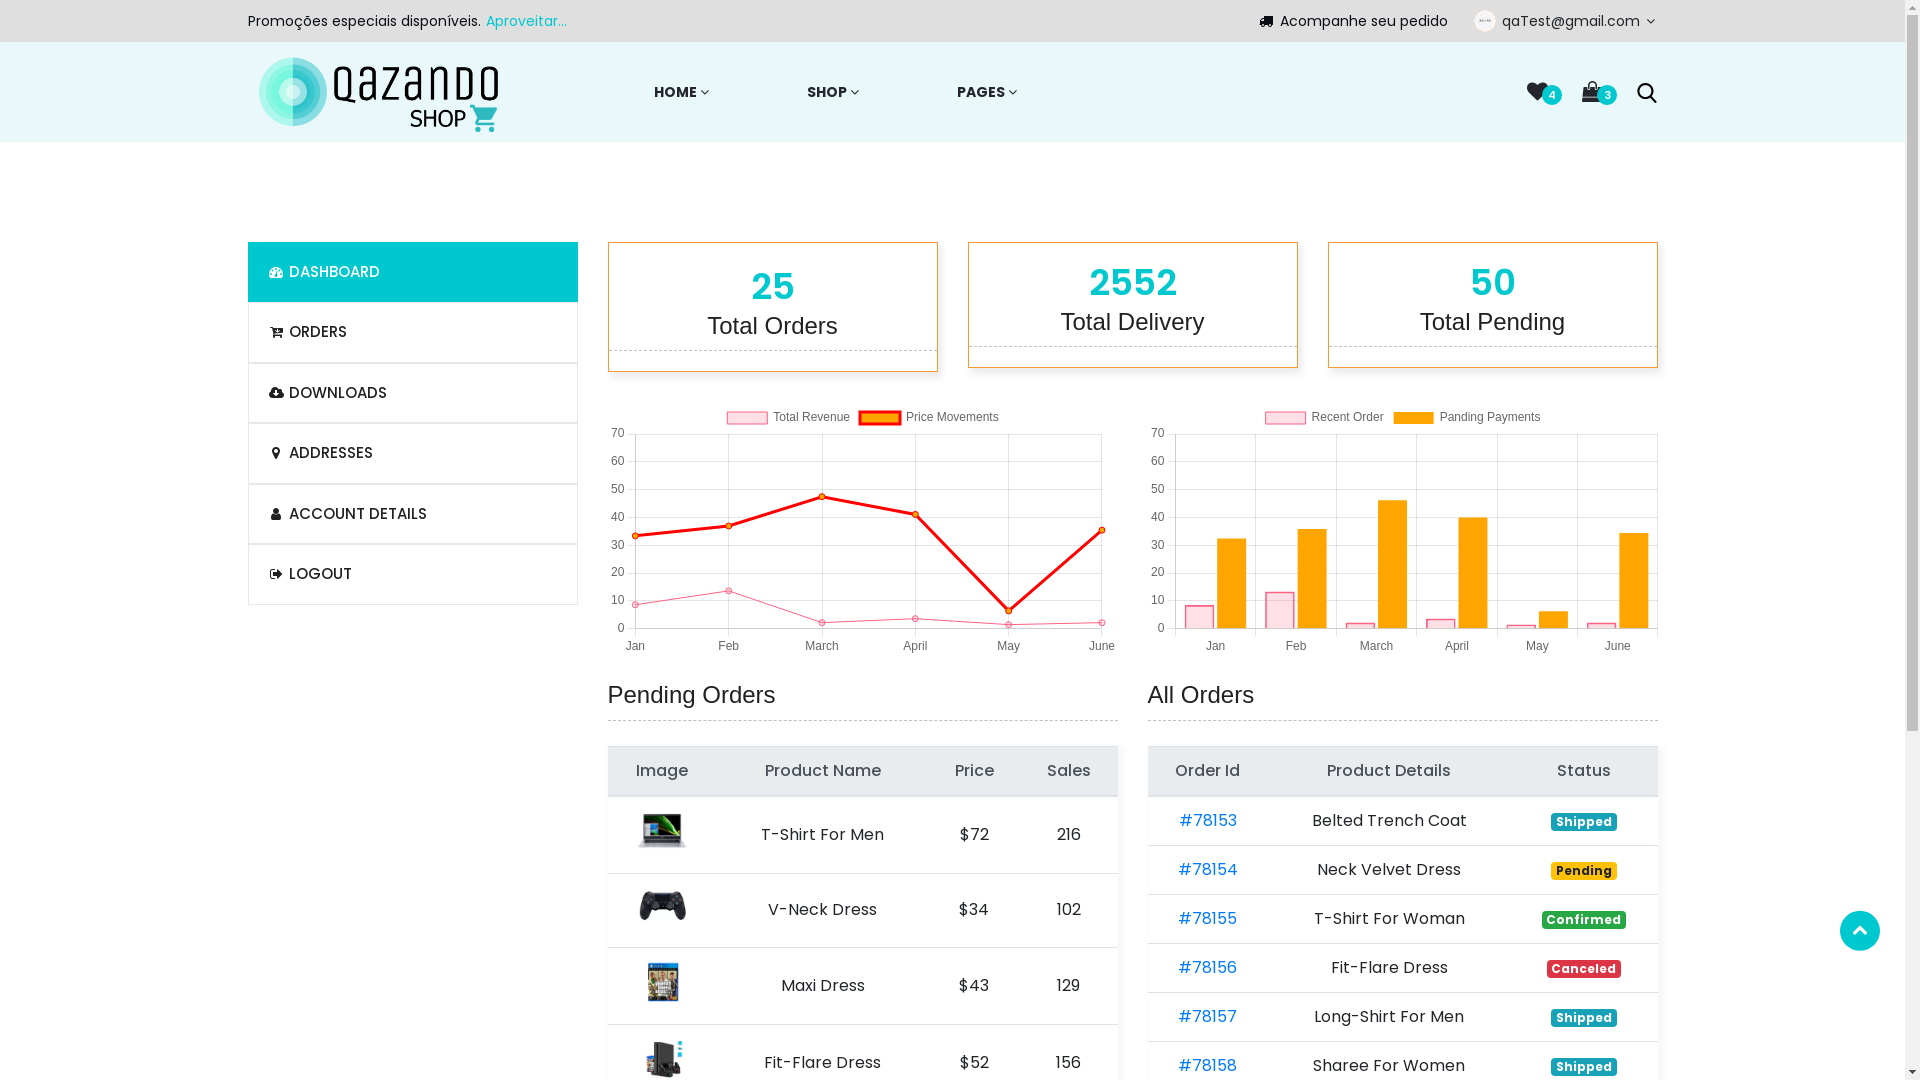 Promoções especiais disponíveis. Aproveitar...
Acompanhe seu pedido
qaTest@gmail.com
QAZANDO
SHOP
HOME
SHOP
PAGES
4
3
DASHBOARD
ORDERS
DOWNLOADS
ADDRESSES
ACCOUNT DETAILS
LOGOUT
25
Total Orders
2552
Total Delivery
50
Total Pending
Total Revenue Price Movements
70
60
50
40
30
20
10
0
Jan Feb March April May June
Recent Order Panding Payments
70
60
50
40
30
20
10
0
Jan Feb March April May June
Pending Orders
Image Product Name Price Sales
T-Shirt For Men $72 216
V-Neck Dress $34 102
Maxi Dress $43 129
Fit-Flare Dress $52 156
All Orders
Order Id Product Details Status
#78153 Belted Trench Coat Shipped
#78154 Neck Velvet Dress Pending
#78155 T-Shirt For Woman Confirmed
#78156 Fit-Flare Dress Canceled
#78157 Long-Shirt For Men Shipped
#78158 Sharee For Women Shipped